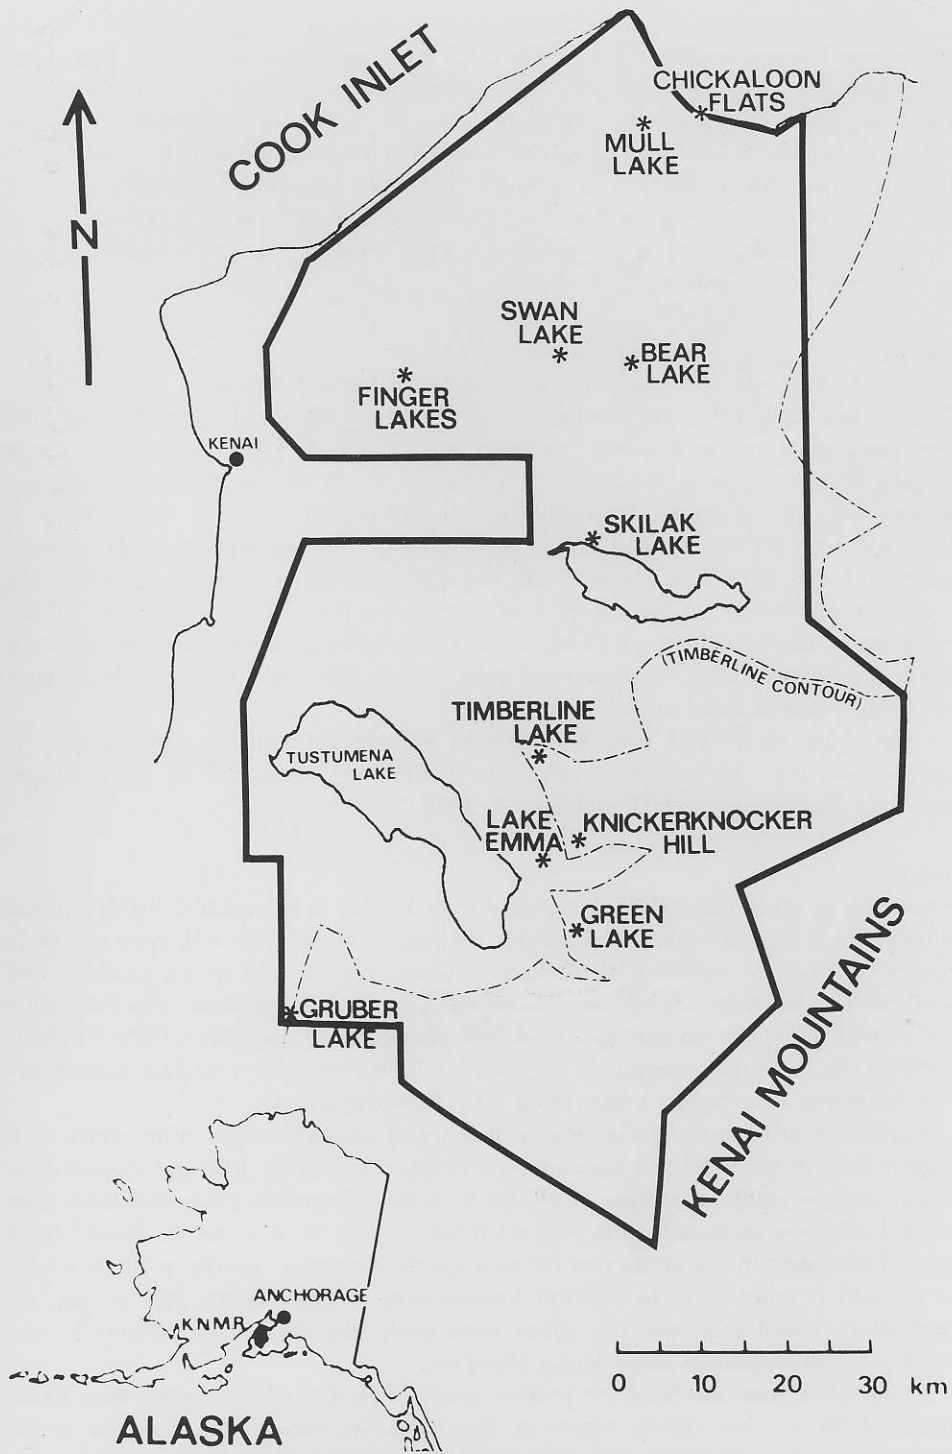 COOK INLET
CHICKALOON
FLATS
MULL
LAKE
N
SWAN
LAKE
BEAR
LAKE
FINGER
LAKES
KENAI
SKILAK
LAKE
(TIMBERLINE CONTOUR)
TIMBERLINE
LAKE
TUSTUMENA
LAKE
LAKE
EMMA
KNICKERKNOCKER
HILL
GREEN
LAKE
GRUBER
LAKE
KENAI MOUNTAINS
ANCHORAGE
KNMR
ALASKA
0 10 20 30 km